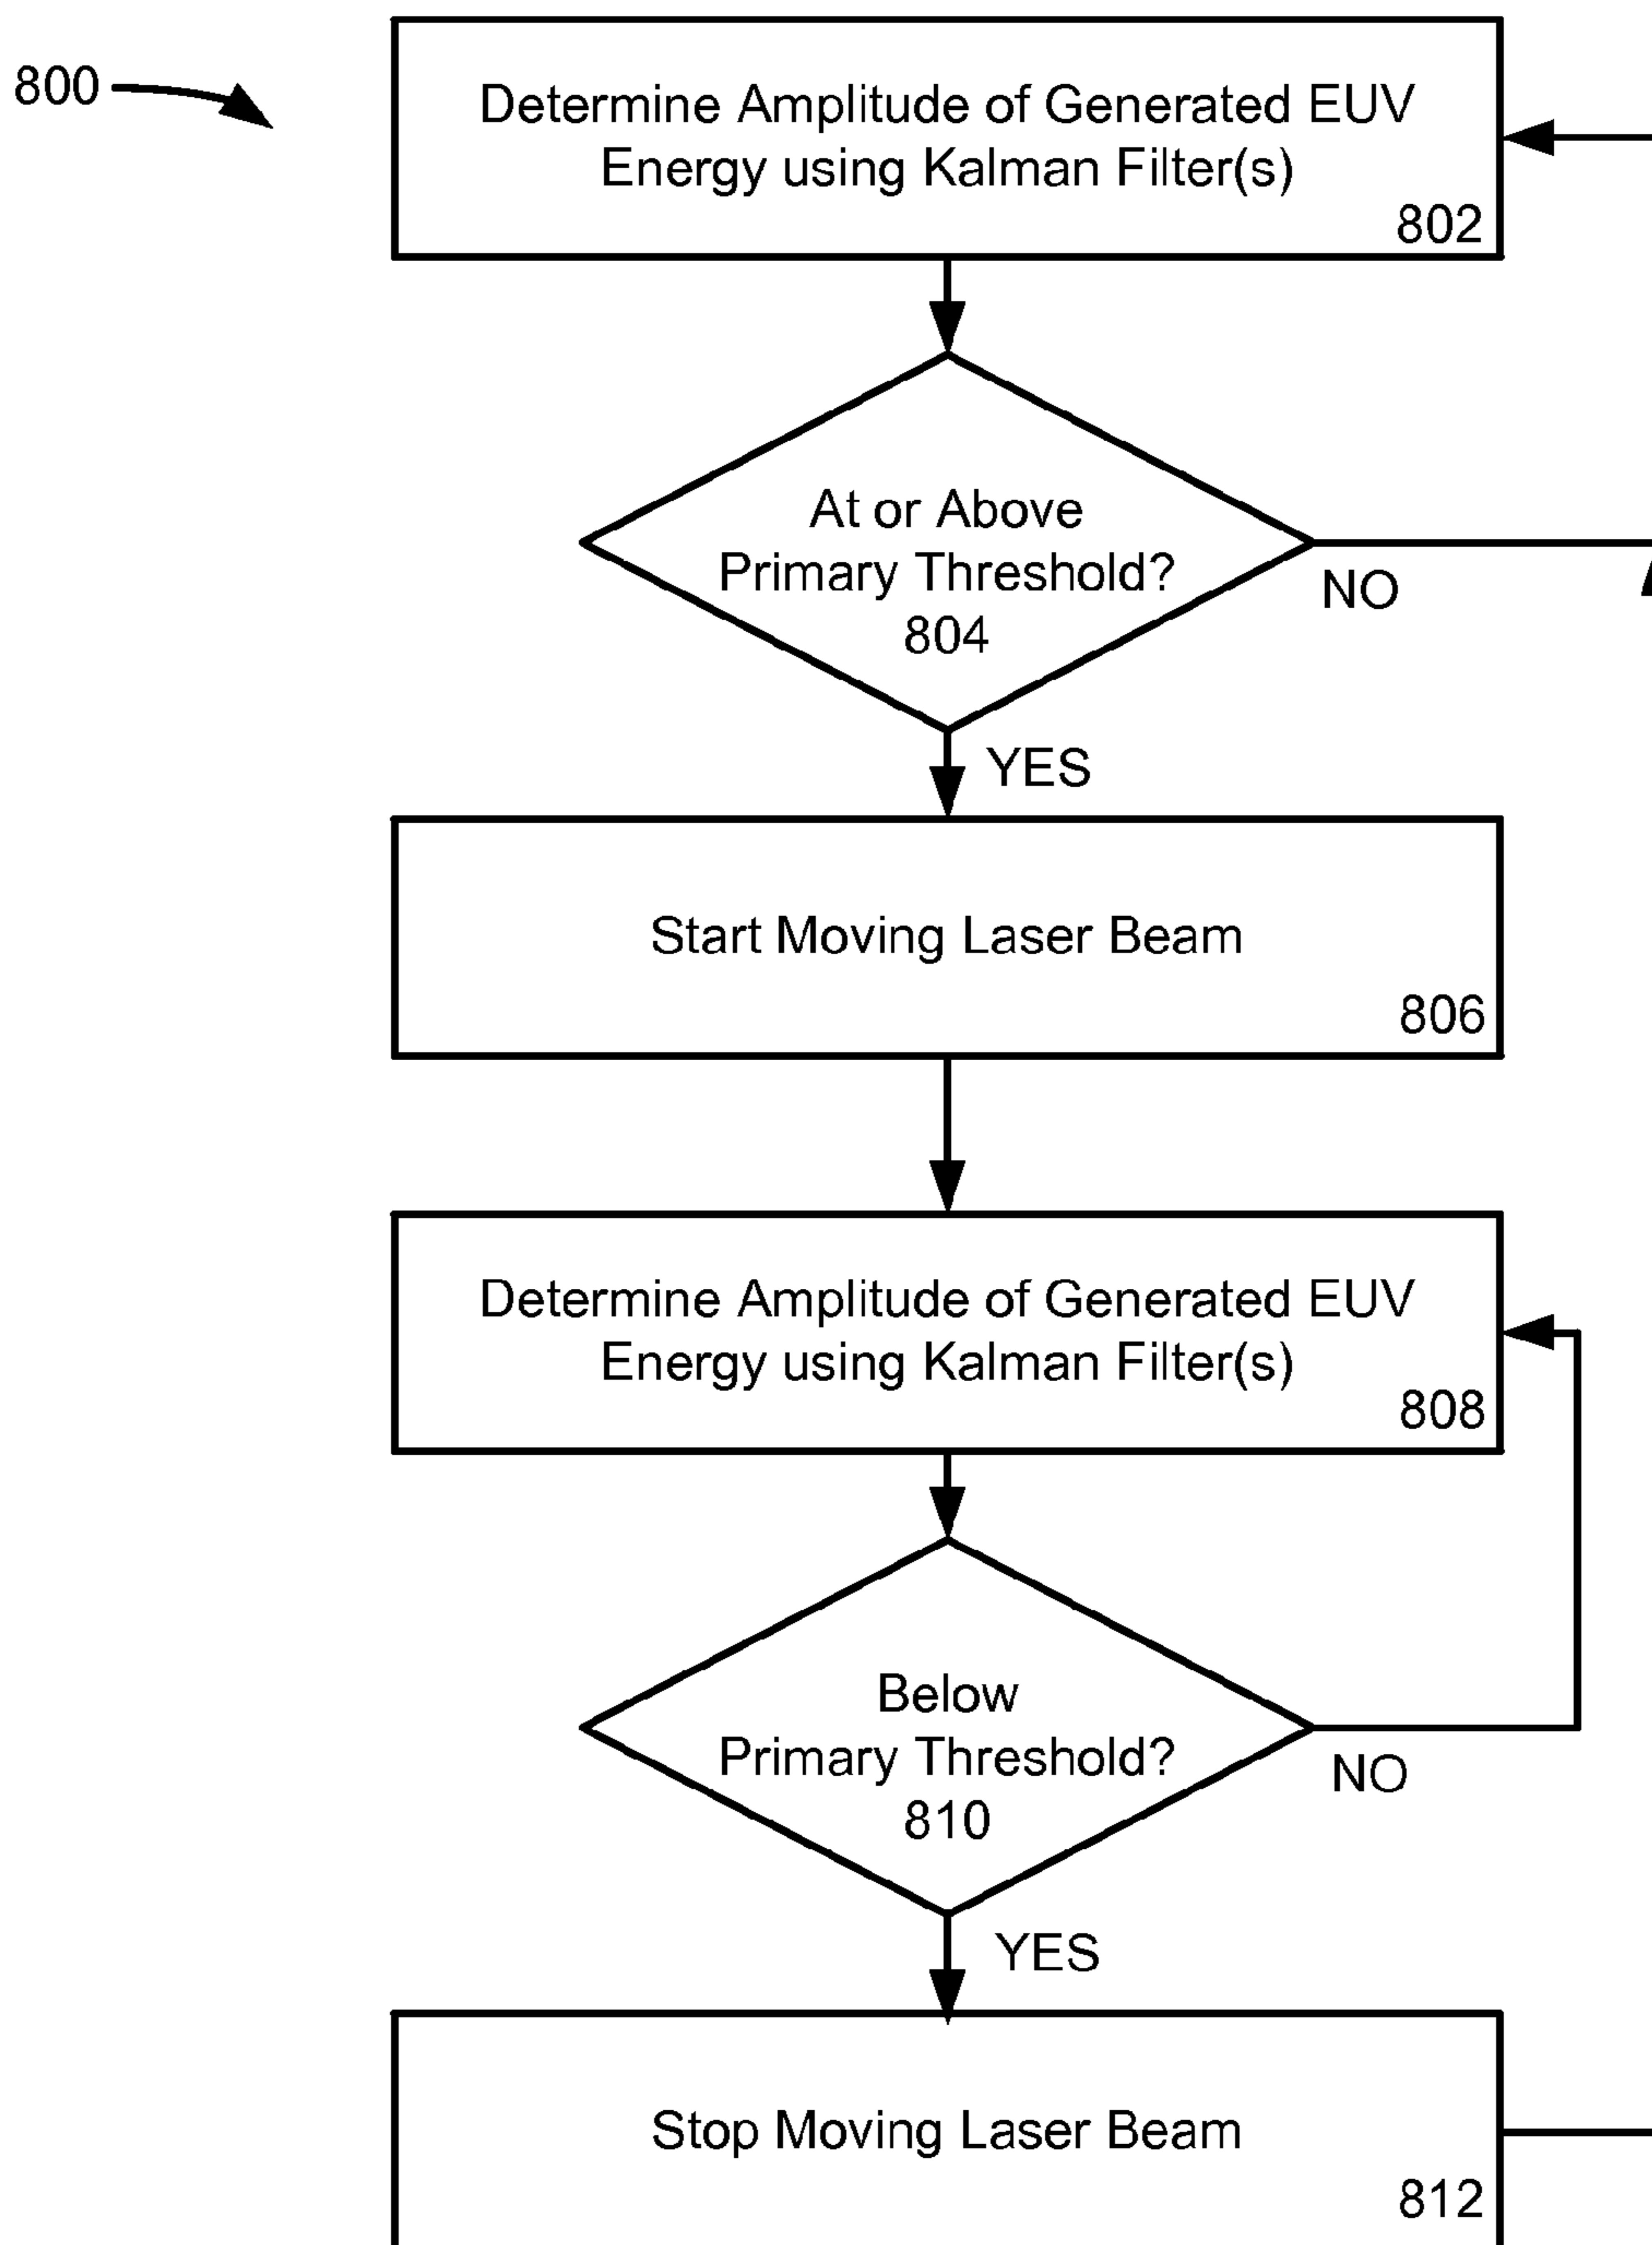 800
Determine Amplitude of Generated EUV
Energy using Kalman Filter(s)
802
At or Above
Primary Threshold?
804
NO
YES
Start Moving Laser Beam
806
Determine Amplitude of Generated EUV
Energy using Kalman Filter(s)
808
Below
Primary Threshold?
810
NO
YES
Stop Moving Laser Beam
812